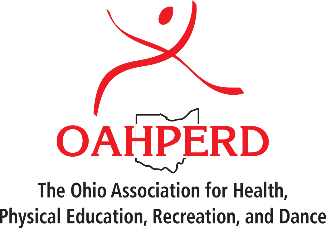 OAHPERD
The Ohio Association for Health,
Physical Education, Recreation, and Dance